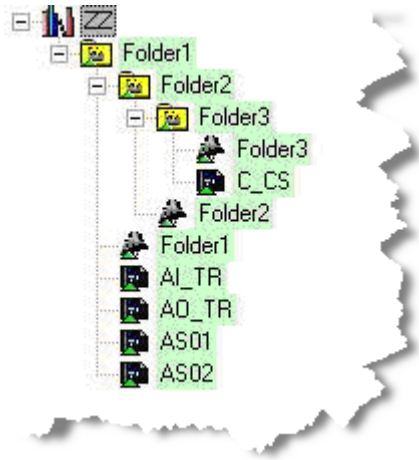 ZZ
Folder1
Folder2
Folder3
Folder3
C_CS
Folder2
Folder1
AI_TR
AO_TR
AS01
AS02